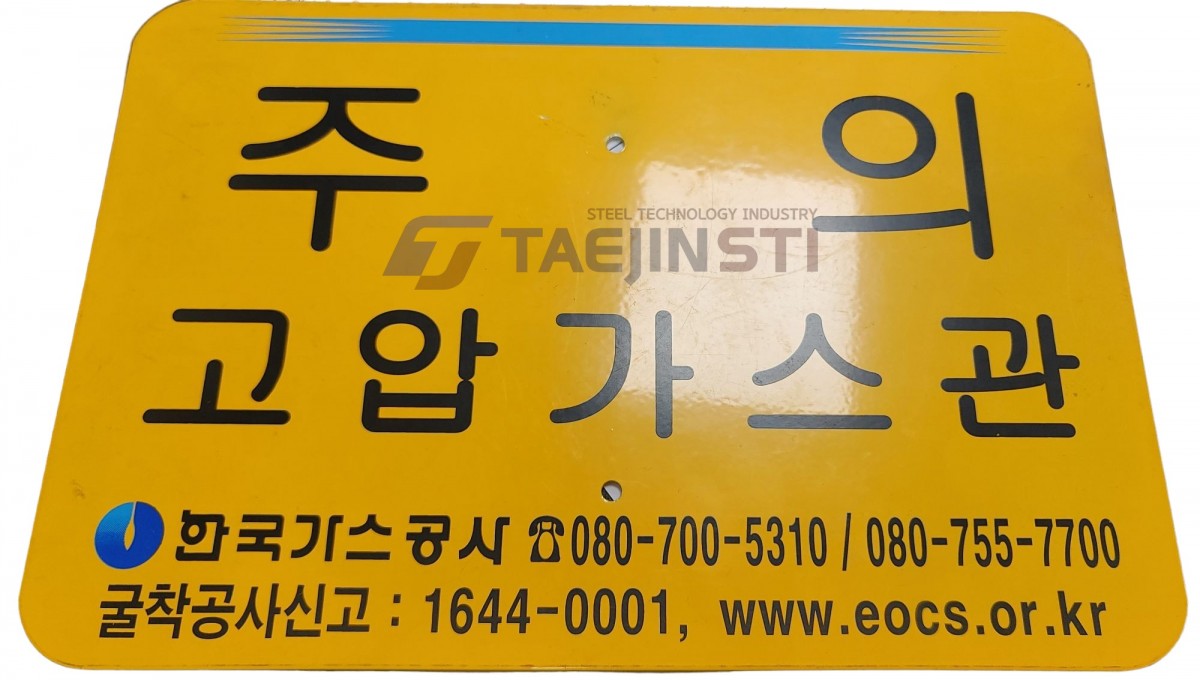 주 의
STEEL TECHNOLOGY INDUSTRY
TAEJINSTI
고압가스관
한국가스공사 ☎080-700-5310 / 080-755-7700
굴착공사신고 : 1644-0001, www.eocs.or.kr